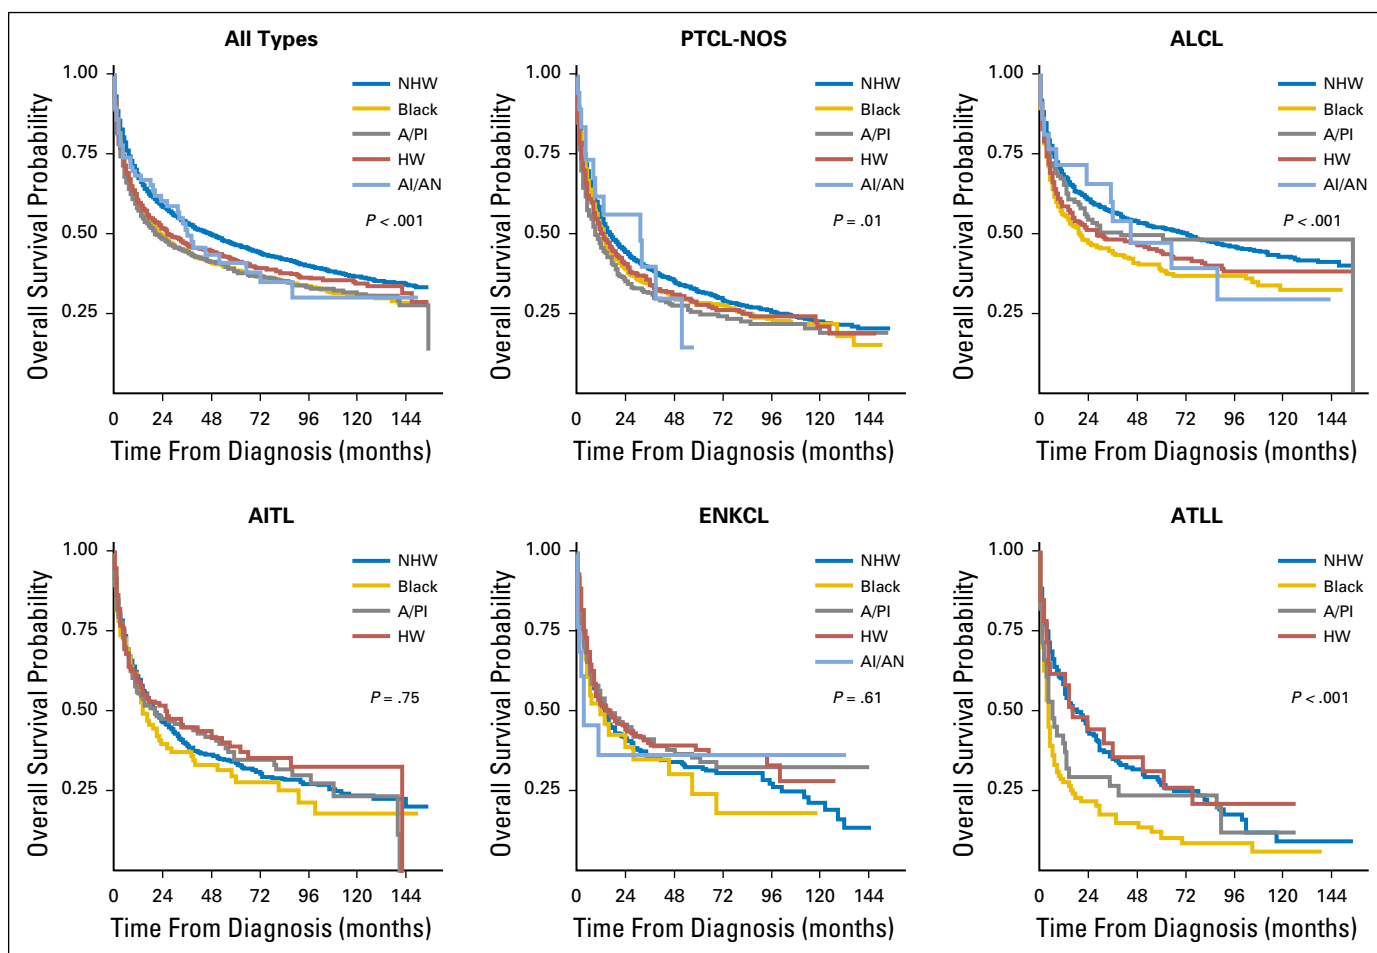 All Types
Overall Survival Probability
1.00
0.75
0.50
0.25
NHW
Black
A/PI
HW
AI/AN
P < .001
0 24 48 72 96 120 144
Time From Diagnosis (months)
PTCL-NOS
Overall Survival Probability
1.00
0.75
0.50
0.25
NHW
Black
A/PI
HW
AI/AN
P = .01
0 24 48 72 96 120 144
Time From Diagnosis (months)
ALCL
Overall Survival Probability
1.00
0.75
0.50
0.25
NHW
Black
A/PI
HW
AI/AN
P < .001
0 24 48 72 96 120 144
Time From Diagnosis (months)
AITL
Overall Survival Probability
1.00
0.75
0.50
0.25
NHW
Black
A/PI
HW
P = .75
0 24 48 72 96 120 144
Time From Diagnosis (months)
ENKCL
Overall Survival Probability
1.00
0.75
0.50
0.25
NHW
Black
A/PI
HW
AI/AN
P = .61
0 24 48 72 96 120 144
Time From Diagnosis (months)
ATLL
Overall Survival Probability
1.00
0.75
0.50
0.25
NHW
Black
A/PI
HW
P < .001
0 24 48 72 96 120 144
Time From Diagnosis (months)